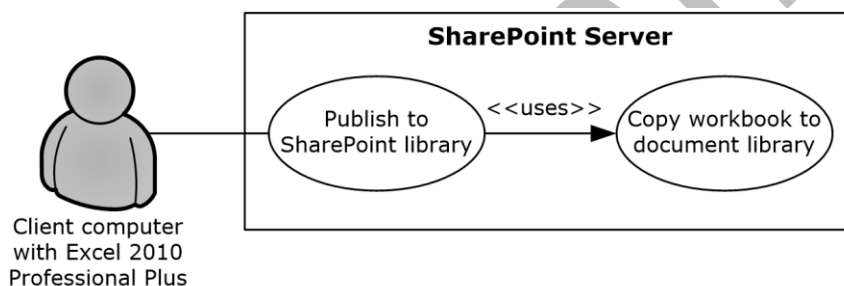 SharePoint Server
Publish to
SharePoint library
<<uses>>
Copy workbook to
document library
Client computer
with Excel 2010
Professional Plus